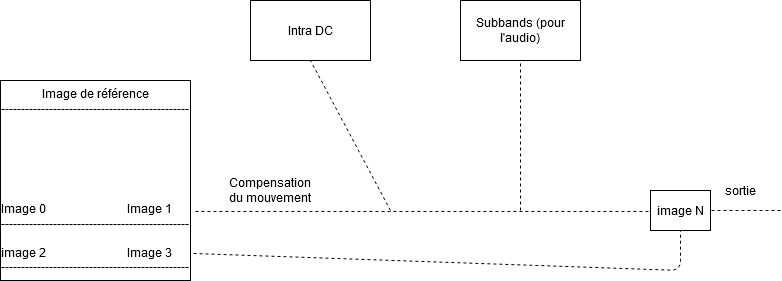 Intra DC
Subbands (pour
l'audio)
Image de référence
Compensation
du mouvement
sortie
Image 0
Image 1
image N
image 2
Image 3